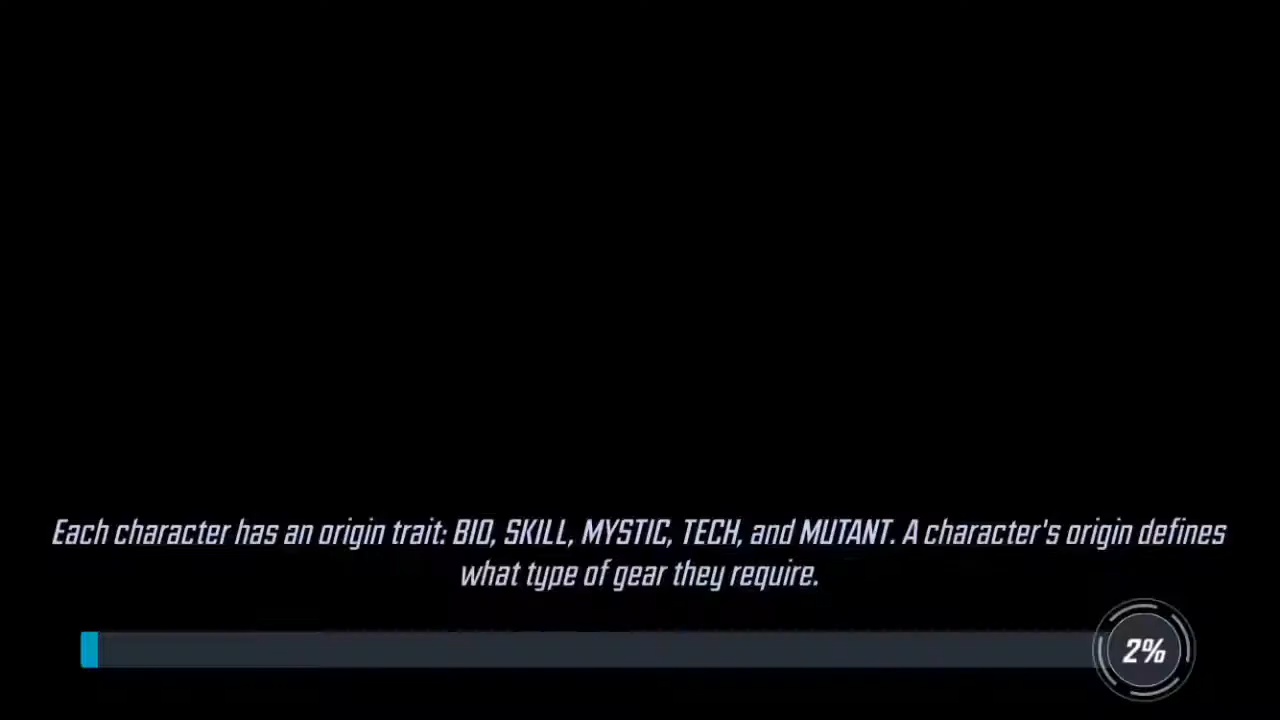 Each character has an origin trait: BIO, SKILL, MYSTIC, TECH, and MUTANT. A character's origin defines
what type of gear they require.
2%